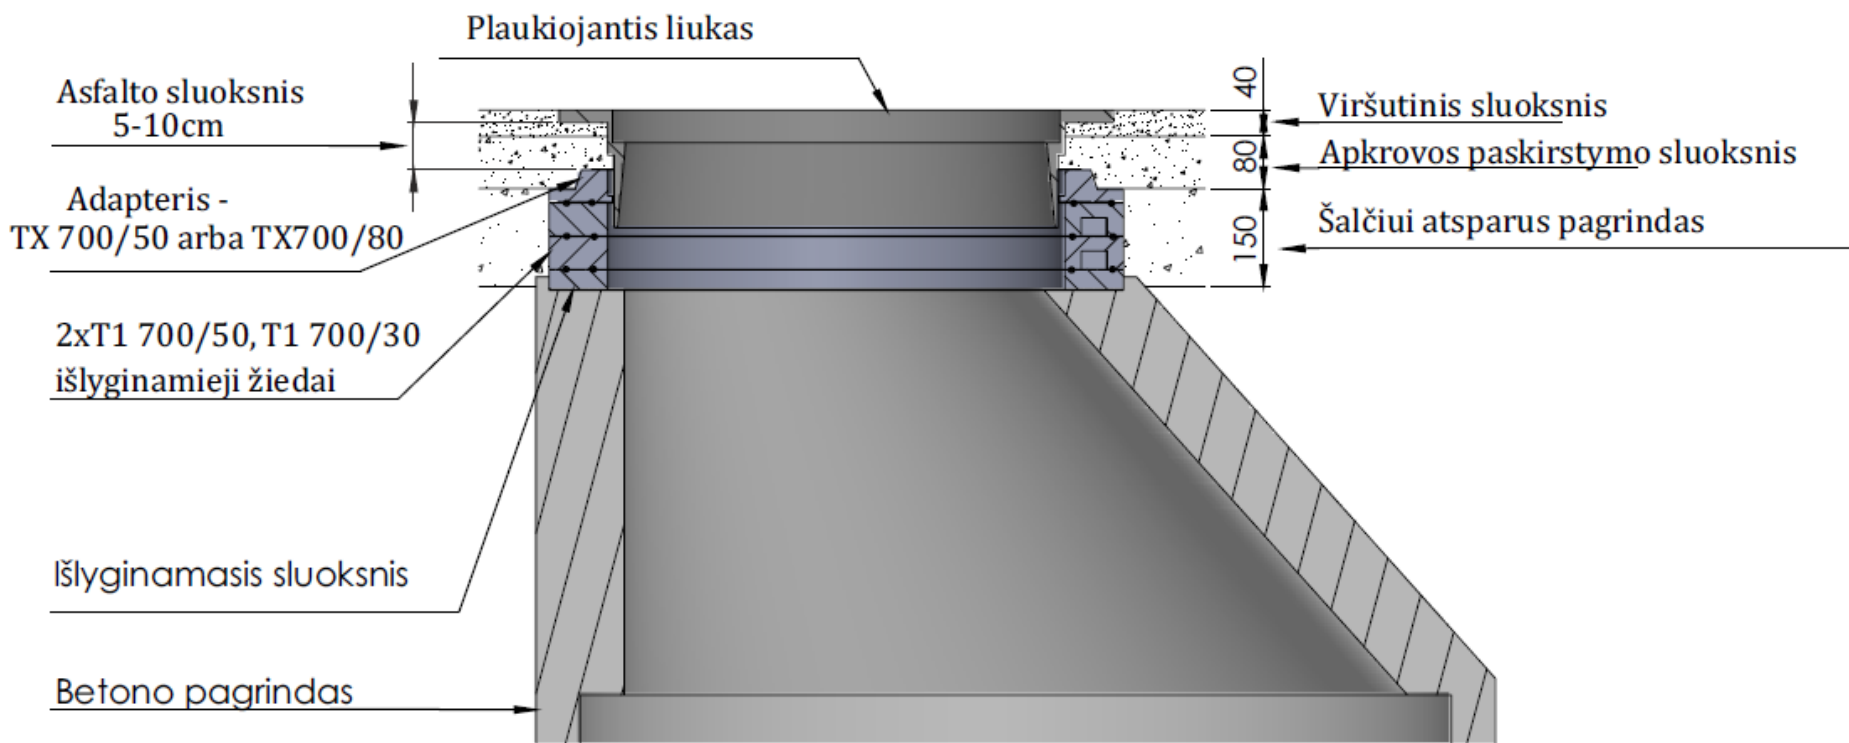 Plaukiojantis liukas
Asfalto sluoksnis
5-10cm
Adapteris -
TX 700/50 arba TX700/80
2xT1 700/50, T1 700/30
išlyginamieji žiedai
Išlyginamasis sluoksnis
Betono pagrindas
40
80
150
Viršutinis sluoksnis
Apkrovos paskirstymo sluoksnis
Šalčiui atsparus pagrindas